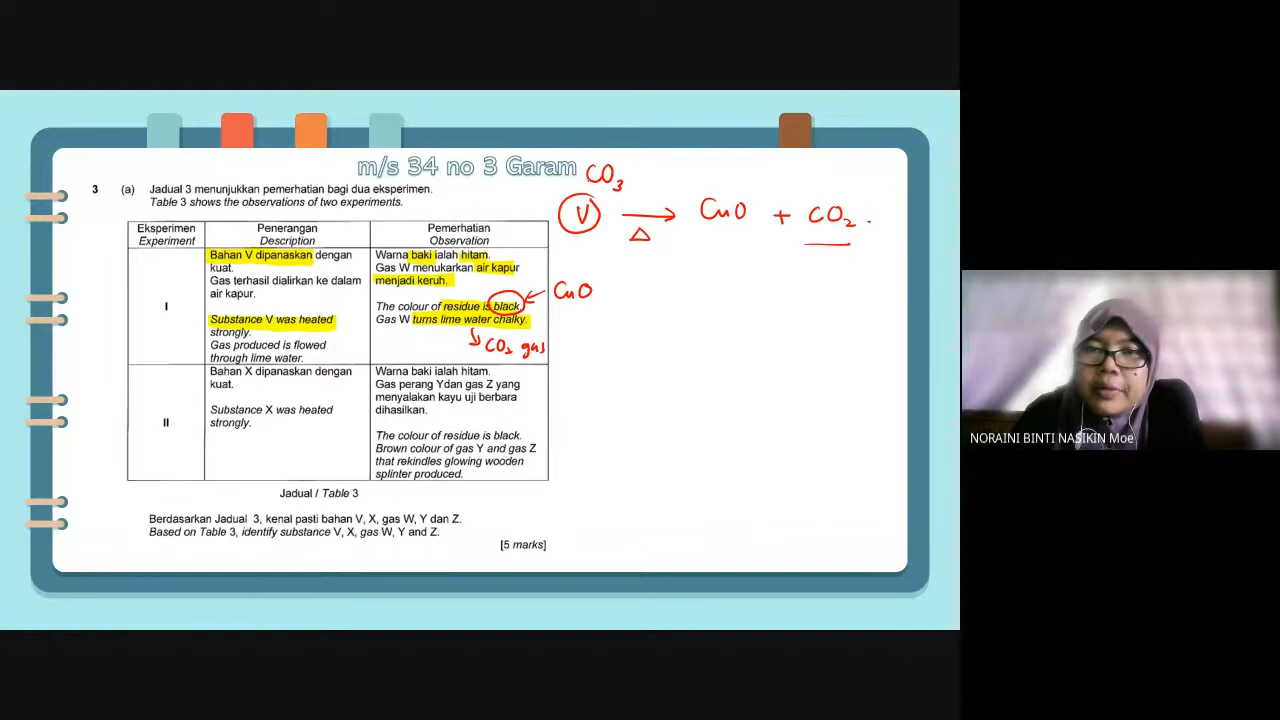 m/s 34 no 3 Garam
3 (a) Jadual 3 menunjukkan pemerhatian bagi dua eksperimen.
Table 3 shows the observations of two experiments.
Eksperimen
Experiment
Penerangan
Description
Pemerhatian
Observation
I
Bahan V dipanaskan dengan
kuat.
Gas terhasil dialirkan ke dalam
air kapur.
Substance V was heated
strongly.
Gas produced is flowed
through lime water.
Warna baki ialah hitam.
Gas W menukarkan air kapur
menjadi keruh.
The colour of residue is black.
Gas W turns lime water chalky.
CuO
CO2 gas
II
Bahan X dipanaskan dengan
kuat.
Substance X was heated
strongly.
Warna baki ialah hitam.
Gas perang Ydan gas Z yang
menyalakan kayu uji berbara
dihasilkan.
The colour of residue is black.
Brown colour of gas Y and gas Z
that rekindles glowing wooden
splinter produced.
Jadual / Table 3
Berdasarkan Jadual 3, kenal pasti bahan V, X, gas W, Y dan Z.
Based on Table 3, identify substance V, X, gas W, Y and Z.
[5 marks]
CO3
V → CuO + CO2.
Δ
NORAINI BINTI NASIKIN Moe